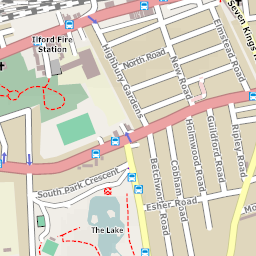 Ilford Fire
Station
Highbury Gardens
North Road
New Road
Elmstead Road
Seven Kings
Holmwood Road
Guildford Road
Ripley Road
South Park Crescent
Betchworth Road
Cobham Road
Esher Road
The Lake
Mo